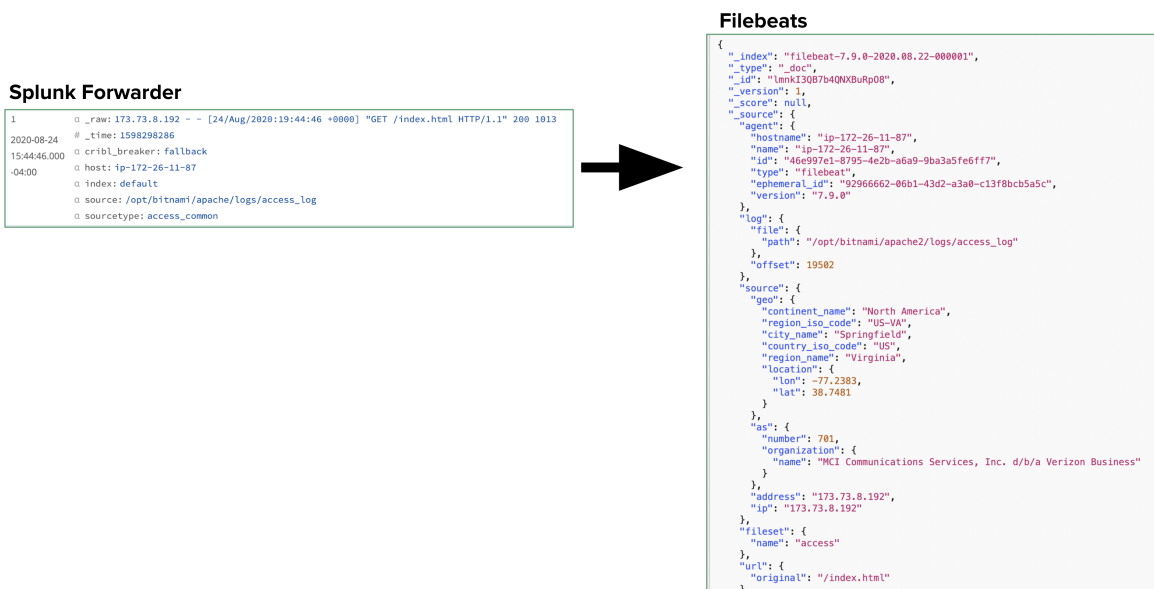 Splunk Forwarder
1
2020-08-24
15:44:46.000
-04:00
α _raw: 173.73.8.192 - - [24/Aug/2020:19:44:46 +0000] "GET /index.html HTTP/1.1" 200 1013
# _time: 1598298286
α cribl_breaker: fallback
α host: ip-172-26-11-87
α index: default
α source: /opt/bitnami/apache/logs/access_log
α sourcetype: access_common
Filebeats
{
"_index": "filebeat-7.9.0-2020.08.22-000001",
"_type": "_doc",
"_id": "lmnkI3QB7b4QNXBuRpO8",
"_version": 1,
"_score": null,
"_source": {
"agent": {
"hostname": "ip-172-26-11-87",
"name": "ip-172-26-11-87",
"id": "46e997e1-8795-4e2b-a6a9-9ba3a5fe6ff7",
"type": "filebeat",
"ephemeral_id": "92966662-06b1-43d2-a3a0-c13f8bcb5a5c",
"version": "7.9.0"
},
"log": {
"file": {
"path": "/opt/bitnami/apache2/logs/access_log"
},
"offset": 19502
},
"source": {
"geo": {
"continent_name": "North America",
"region_iso_code": "US-VA",
"city_name": "Springfield",
"country_iso_code": "US",
"region_name": "Virginia",
"location": {
"lon": -77.2383,
"lat": 38.7481
}
},
"as": {
"number": 701,
"organization": {
"name": "MCI Communications Services, Inc. d/b/a Verizon Business"
}
},
"address": "173.73.8.192",
"ip": "173.73.8.192"
},
"fileset": {
"name": "access"
},
"url": {
"original": "/index.html"
}